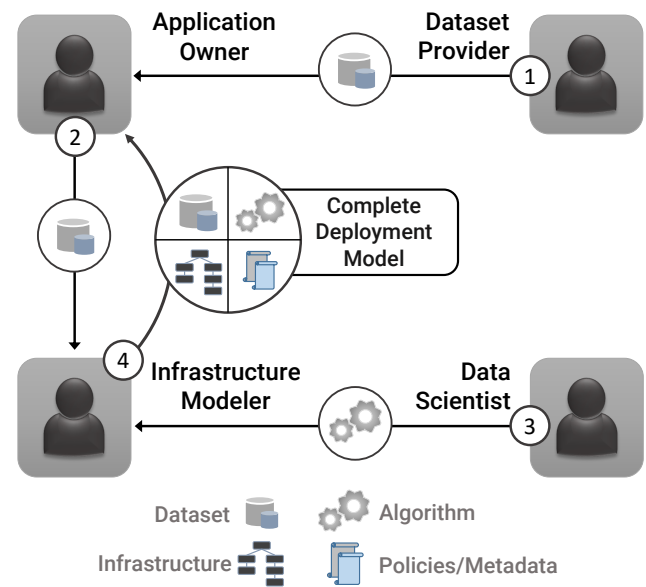 Application
Owner
Dataset
Provider
1
2
Complete
Deployment
Model
4
Infrastructure
Modeler
Data
Scientist
3
Dataset
Algorithm
Infrastructure
Policies/Metadata